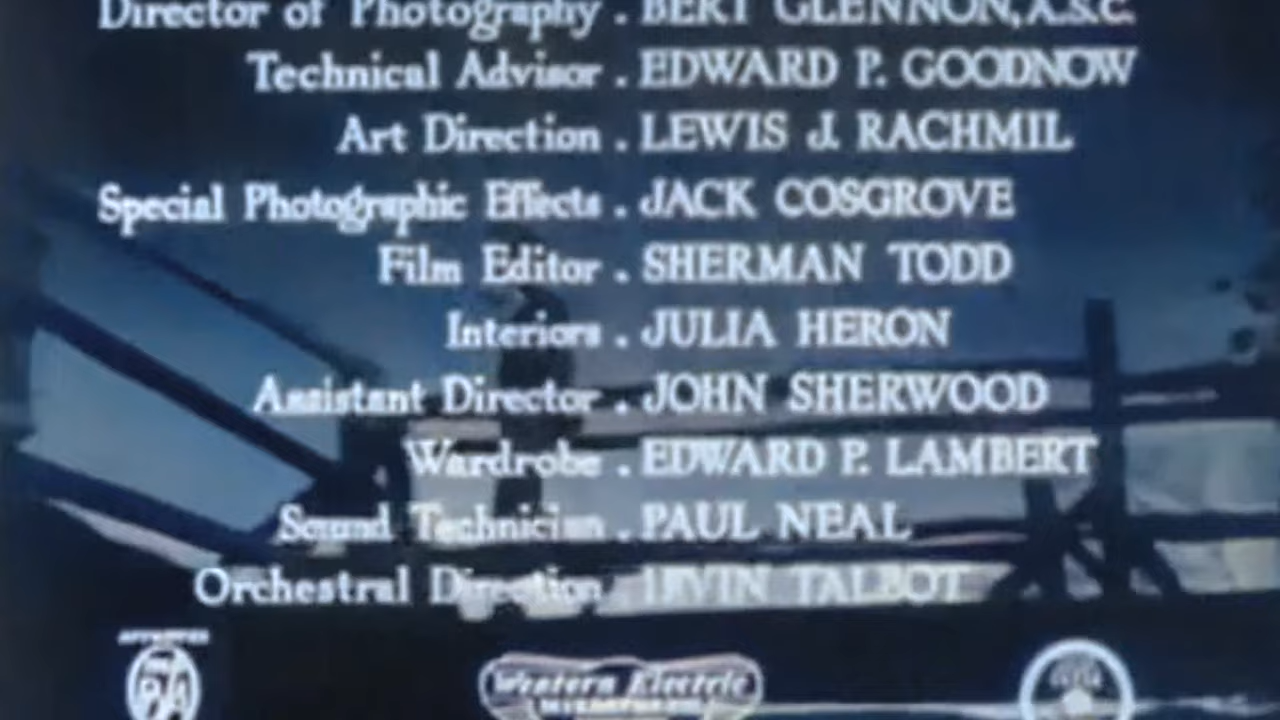 Director of Photography . BERT GLENNON, A.S.C.
Technical Advisor . EDWARD P. GOODNOW
Art Direction . LEWIS J. RACHMIL
Special Photographic Effects . JACK COSGROVE
Film Editor . SHERMAN TODD
Interiors . JULIA HERON
Assistant Director . JOHN SHERWOOD
Wardrobe . EDWARD P. LAMBERT
Sound Technician . PAUL NEAL
Orchestral Direction . IRVIN TALBOT
APPROVED
Western Electric